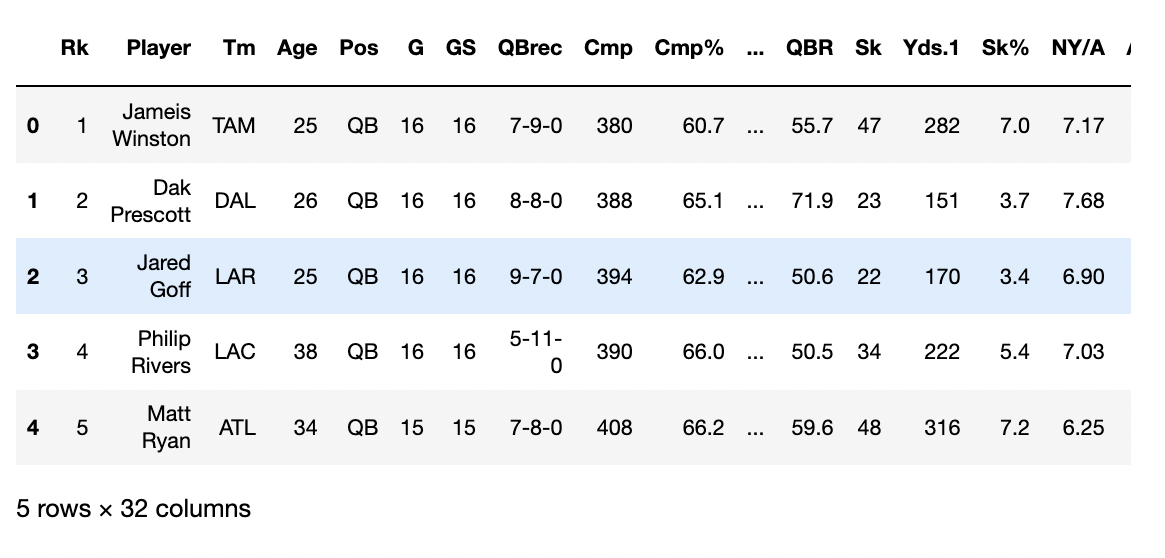 Rk Player Tm Age Pos G GS QBrec Cmp Cmp% ... QBR Sk Yds.1 Sk% NY/A
0 1 Jameis Winston TAM 25 QB 16 16 7-9-0 380 60.7 ... 55.7 47 282 7.0 7.17
1 2 Dak Prescott DAL 26 QB 16 16 8-8-0 388 65.1 ... 71.9 23 151 3.7 7.68
2 3 Jared Goff LAR 25 QB 16 16 9-7-0 394 62.9 ... 50.6 22 170 3.4 6.90
3 4 Philip Rivers LAC 38 QB 16 16 5-11-0 390 66.0 ... 50.5 34 222 5.4 7.03
4 5 Matt Ryan ATL 34 QB 15 15 7-8-0 408 66.2 ... 59.6 48 316 7.2 6.25
5 rows × 32 columns